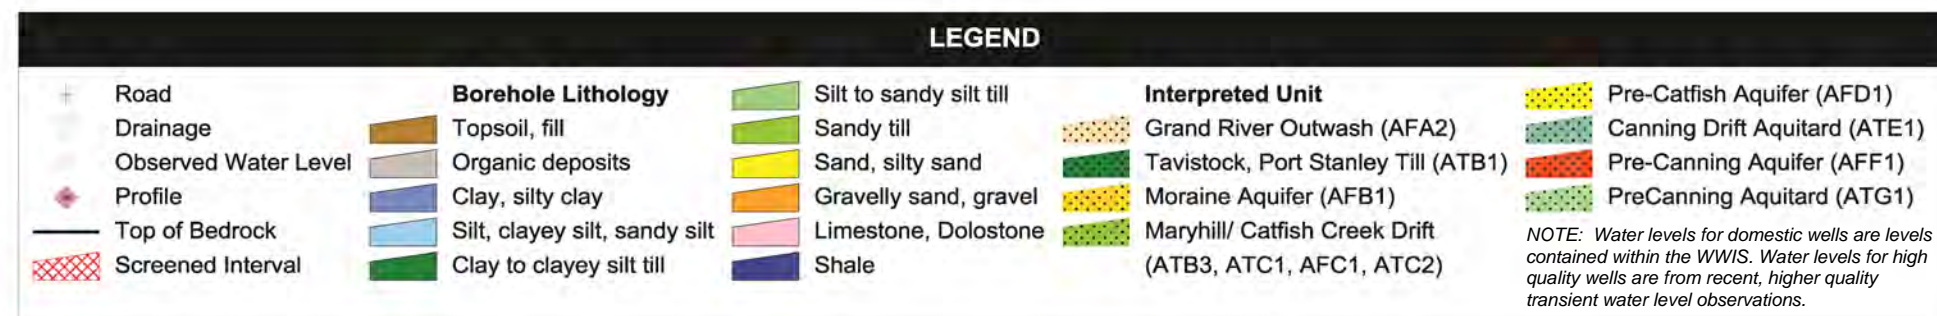 LEGEND
Road
Drainage
Observed Water Level
Profile
Top of Bedrock
Screened Interval
Borehole Lithology
Topsoil, fill
Organic deposits
Clay, silty clay
Silt, clayey silt, sandy silt
Clay to clayey silt till
Silt to sandy silt till
Sandy till
Sand, silty sand
Gravelly sand, gravel
Limestone, Dolostone
Shale
Interpreted Unit
Grand River Outwash (AFA2)
Tavistock, Port Stanley Till (ATB1)
Moraine Aquifer (AFB1)
Maryhill/ Catfish Creek Drift
(ATB3, ATC1, AFC1, ATC2)
Pre-Catfish Aquifer (AFD1)
Canning Drift Aquitard (ATE1)
Pre-Canning Aquifer (AFF1)
PreCanning Aquitard (ATG1)
NOTE: Water levels for domestic wells are levels
contained within the WWIS. Water levels for high
quality wells are from recent, higher quality
transient water level observations.